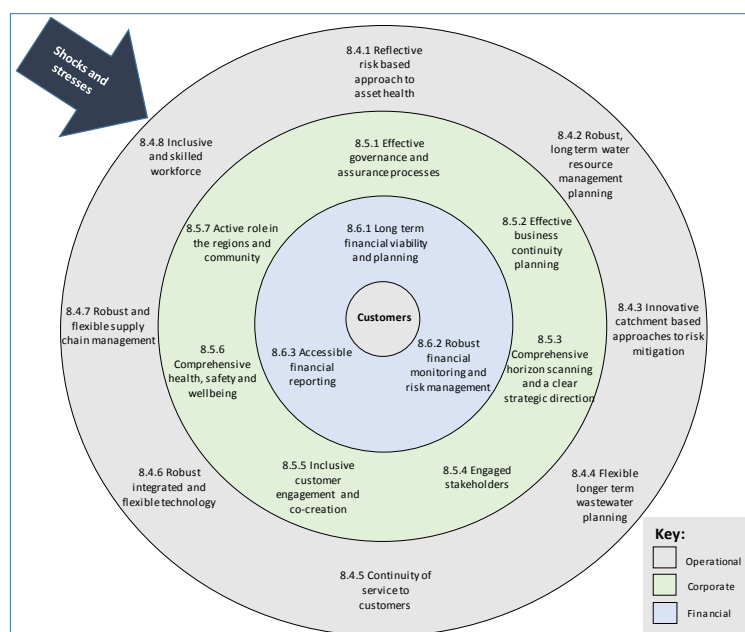 Shocks and
stresses
8.4.1 Reflective
risk based
approach to
asset health
8.4.2 Robust,
long term water
resource
management
planning
8.4.3 Innovative
catchment based
approaches to risk
mitigation
8.4.4 Flexible
longer term
wastewater
planning
8.4.5 Continuity of
service to
customers
8.4.6 Robust
integrated and
flexible technology
8.4.7 Robust and
flexible supply
chain management
8.4.8 Inclusive
and skilled
workforce
8.5.1 Effective
governance and
assurance processes
8.5.2 Effective
business
continuity
planning
8.5.3
Comprehensive
horizon scanning
and a clear
strategic direction
8.5.4 Engaged
stakeholders
8.5.5 Inclusive
customer
engagement and
co-creation
8.5.6
Comprehensive
health, safety and
wellbeing
8.5.7 Active role in
the regions and
community
8.6.1 Long term
financial viability
and planning
8.6.2 Robust
financial
monitoring and
risk management
8.6.3 Accessible
financial
reporting
Customers
Key:
Operational
Corporate
Financial